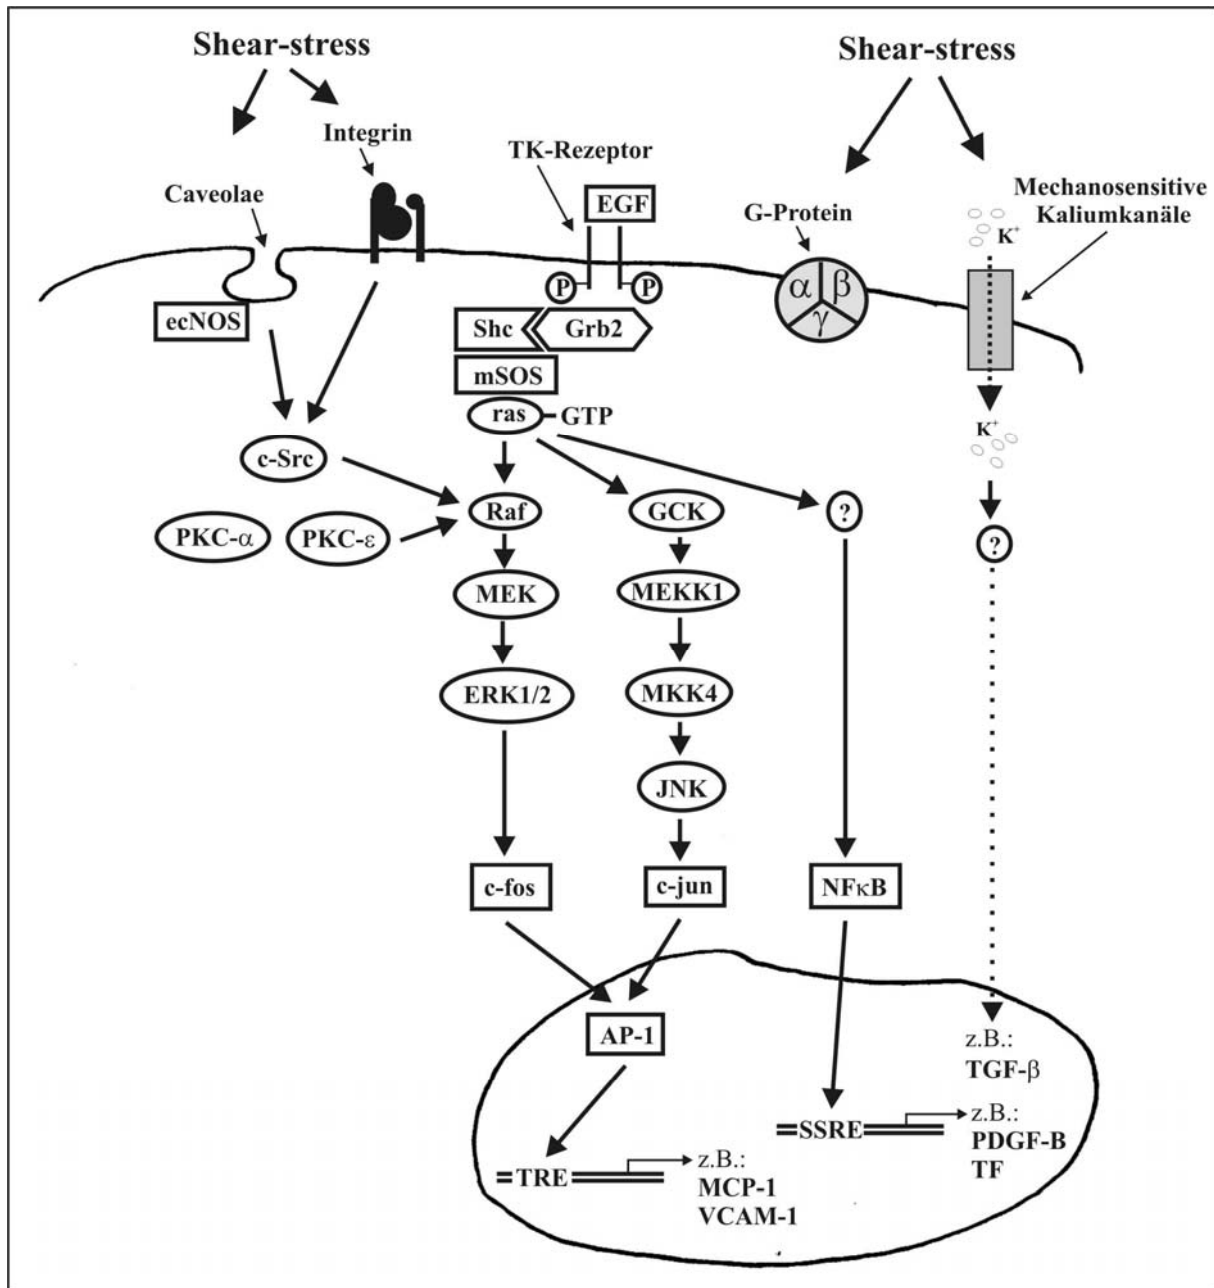 Shear-stress
Shear-stress
Integrin
TK-Rezeptor
Caveolae
EGF
G-Protein
Mechanosensitive
Kaliumkanäle
K+
α β
γ
P
P
ecNOS
Shc
Grb2
mSOS
ras
GTP
K+
c-Src
Raf
GCK
?
PKC-α
PKC-ε
?
MEK
MEKK1
ERK1/2
MKK4
JNK
c-fos
c-jun
NFκB
AP-1
z.B.:
TGF-β
SSRE
z.B.:
PDGF-B
TF
TRE
z.B.:
MCP-1
VCAM-1